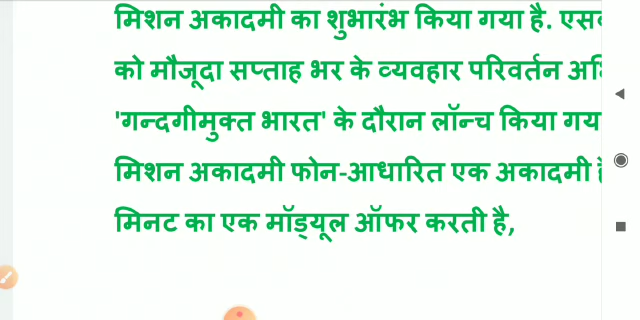 मिशन अकादमी का शुभारंभ किया गया है.
को मौजूदा सप्ताह भर के व्यवहार परिवर्तन
'गन्दगीमुक्त भारत' के दौरान लॉन्च किया
मिशन अकादमी फोन-आधारित एक अकादमी
मिनट का एक मॉड्यूल ऑफर करती है,